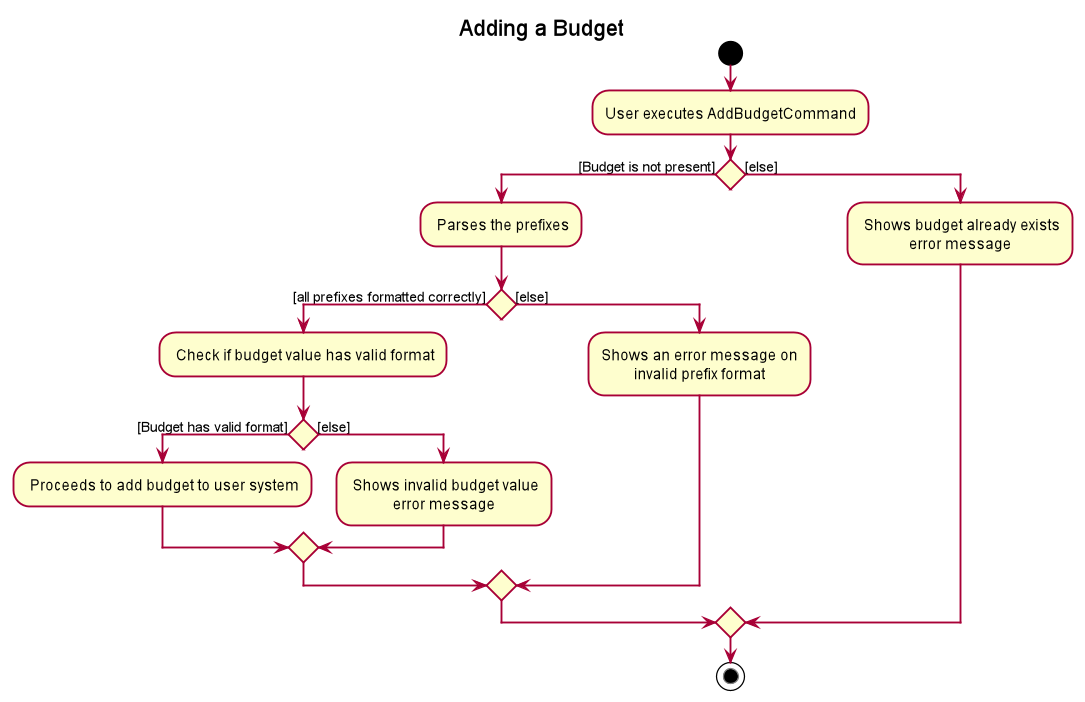 Adding a Budget
User executes AddBudgetCommand
[Budget is not present]
[else]
Parses the prefixes
Shows budget already exists
error message
[all prefixes formatted correctly]
[else]
Check if budget value has valid format
Shows an error message on
invalid prefix format
[Budget has valid format]
[else]
Proceeds to add budget to user system
Shows invalid budget value
error message